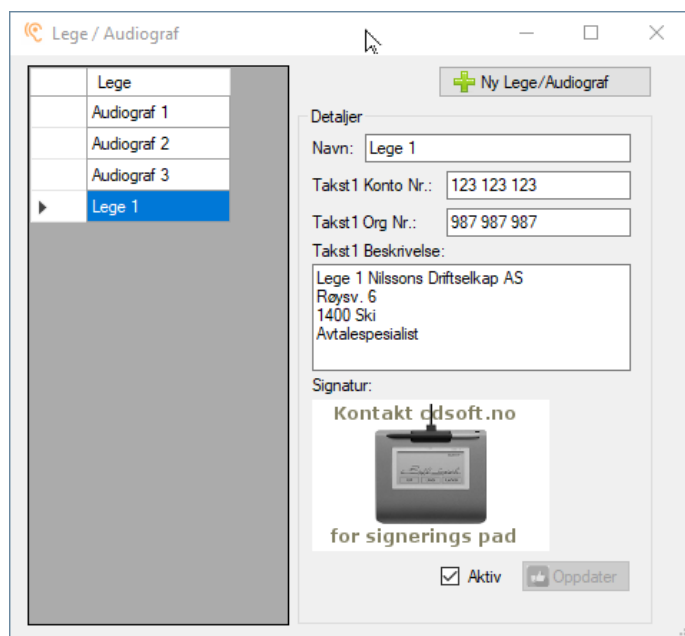 Lege / Audiograf
Lege
Audiograf 1
Audiograf 2
Audiograf 3
Lege 1
Ny Lege/Audiograf
Detaljer
Navn: Lege 1
Takst1 Konto Nr.: 123 123 123
Takst1 Org Nr.: 987 987 987
Takst1 Beskrivelse:
Lege 1 Nilssons Driftselkap AS
Røysv. 6
1400 Ski
Avtalespesialist
Signatur:
Kontakt cdsoft.no
for signerings pad
Aktiv
Oppdater